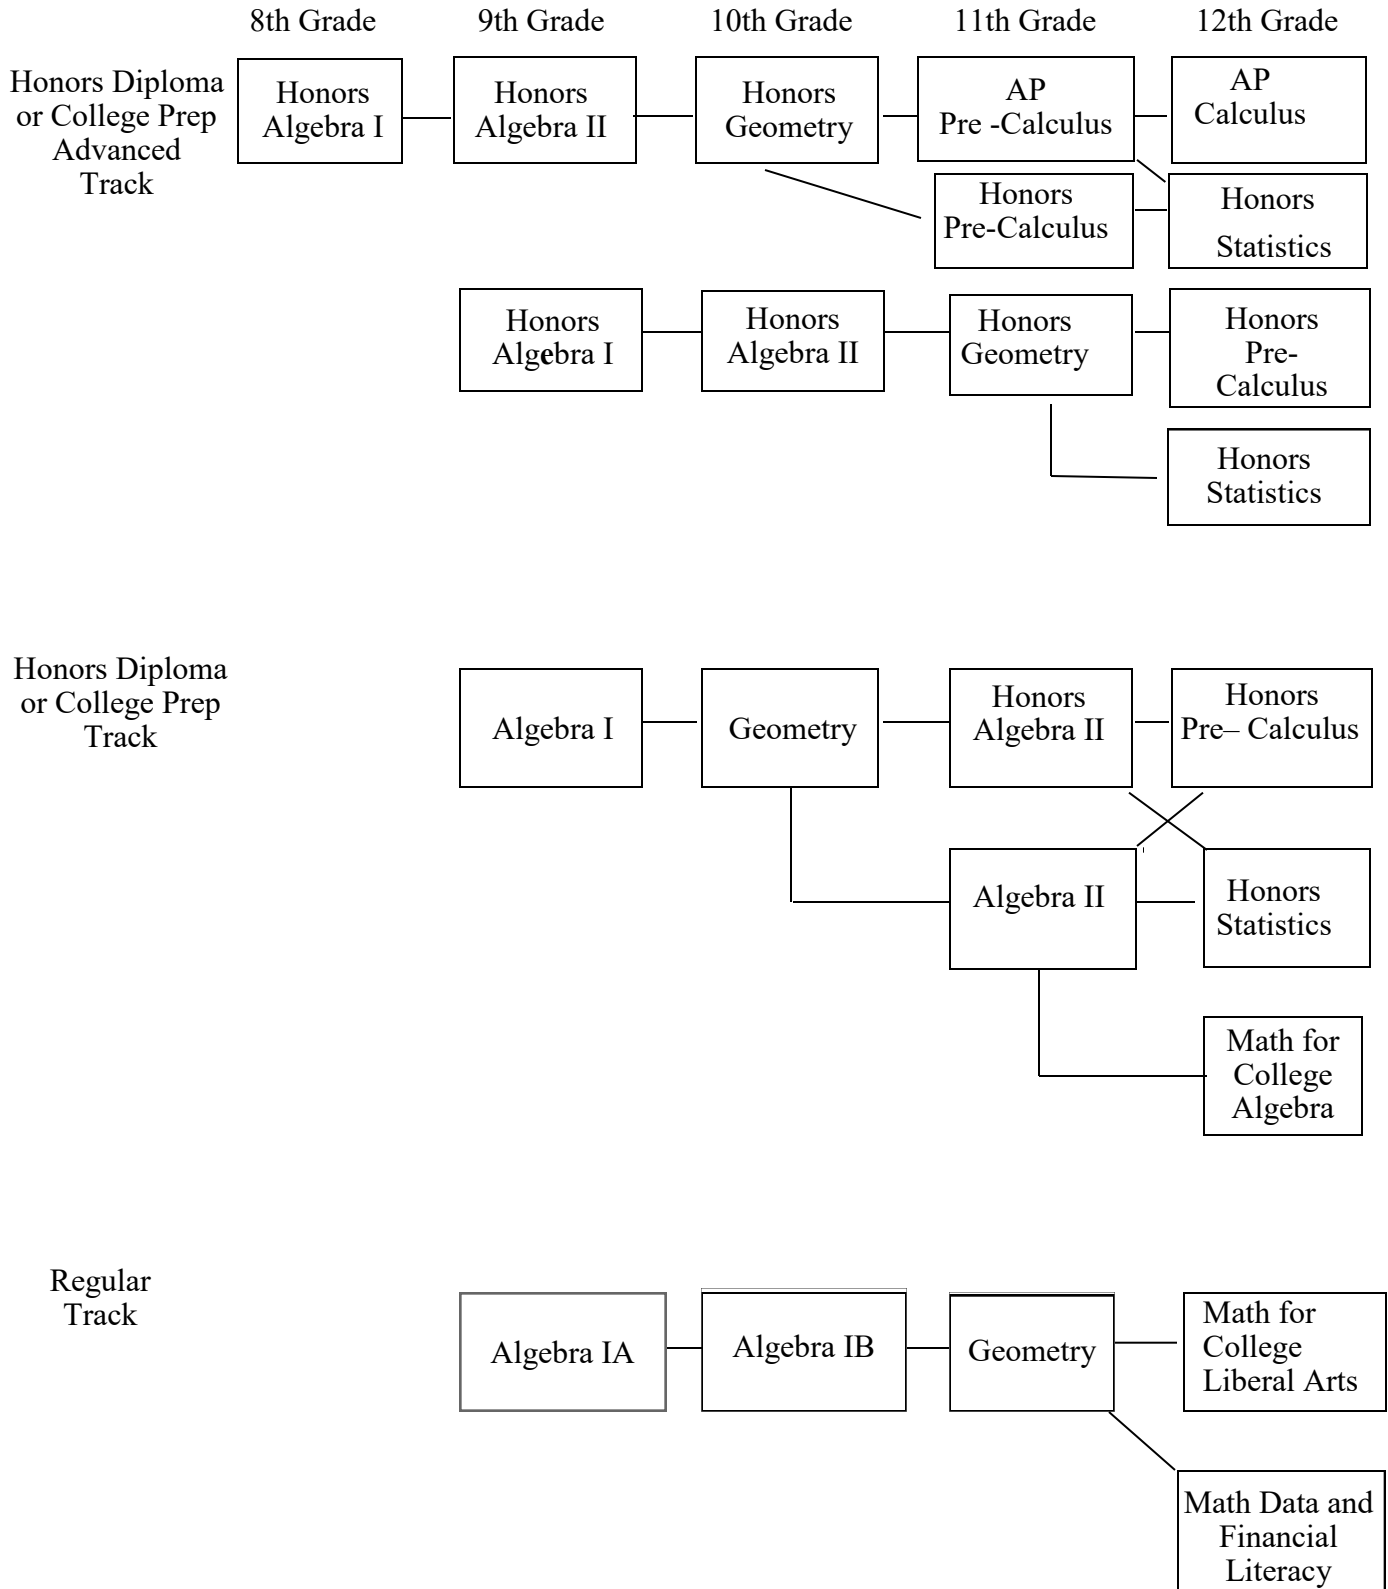 8th Grade
9th Grade
10th Grade
11th Grade
12th Grade
Honors Diploma
or College Prep
Advanced
Track
Honors
Algebra I
Honors
Algebra II
Honors
Geometry
AP
Pre -Calculus
AP
Calculus
Honors
Pre-Calculus
Honors
Statistics
Honors
Algebra I
Honors
Algebra II
Honors
Geometry
Honors
Pre-
Calculus
Honors
Statistics
Honors Diploma
or College Prep
Track
Algebra I
Geometry
Honors
Algebra II
Honors
Pre– Calculus
Algebra II
Honors
Statistics
Math for
College
Algebra
Regular
Track
Algebra IA
Algebra IB
Geometry
Math for
College
Liberal Arts
Math Data and
Financial
Literacy